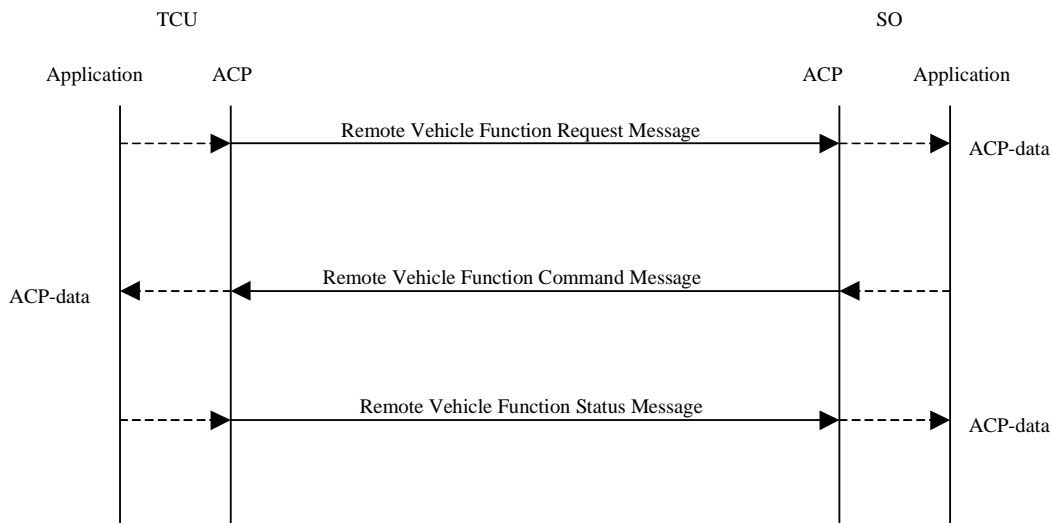 TCU
SO
Application
ACP
ACP
Application
Remote Vehicle Function Request Message
ACP-data
Remote Vehicle Function Command Message
ACP-data
Remote Vehicle Function Status Message
ACP-data